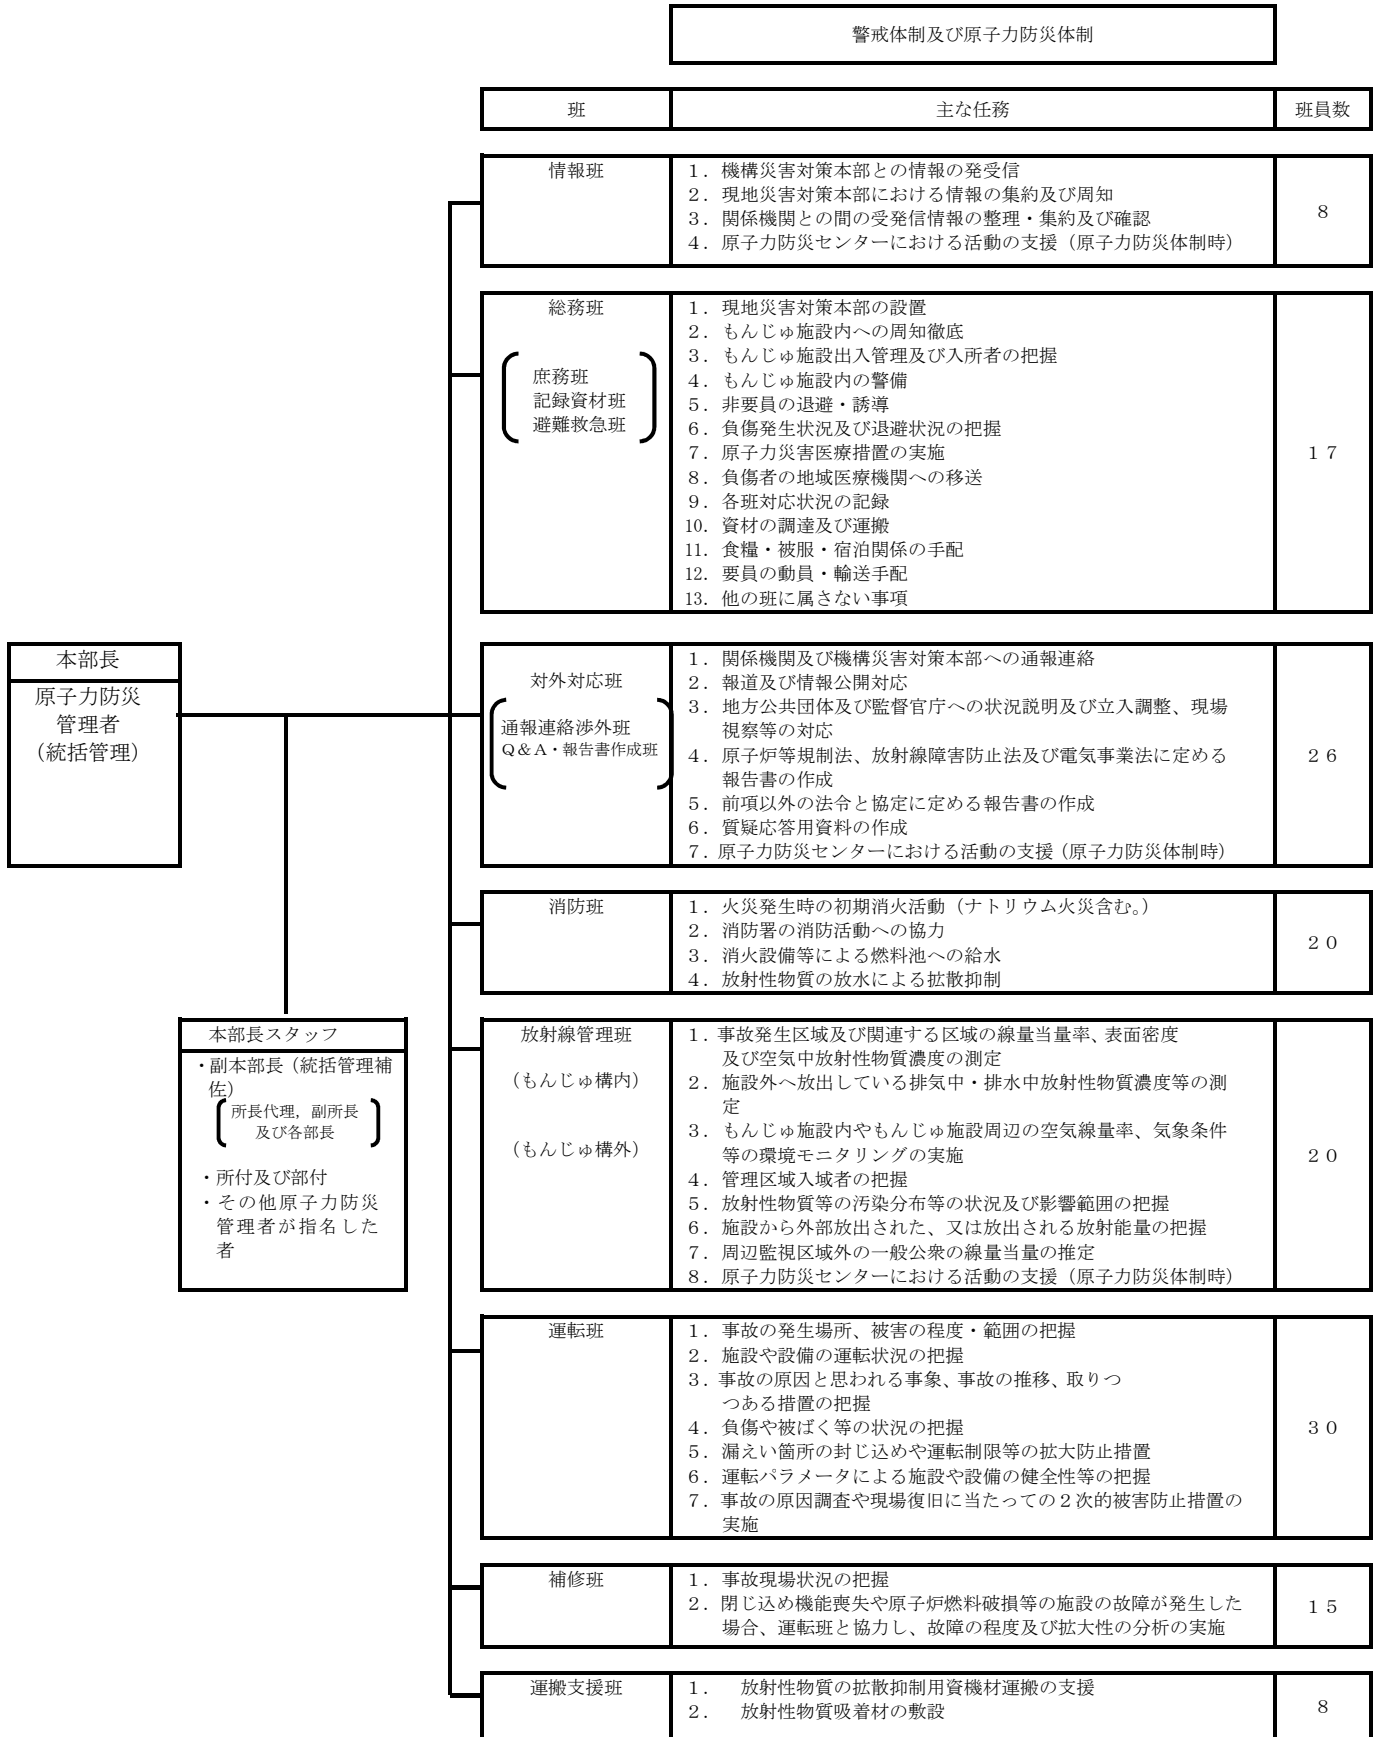 警戒体制及び原子力防災体制
班 主な任務 班員数
情報班
1．機構災害対策本部との情報の発受信
2．現地災害対策本部における情報の集約及び周知
3．関係機関との間の受発信情報の整理・集約及び確認
4．原子力防災センターにおける活動の支援（原子力防災体制時）
8
総務班
庶務班
記録資材班
避難救急班
1．現地災害対策本部の設置
2．もんじゅ施設内への周知徹底
3．もんじゅ施設出入管理及び入所者の把握
4．もんじゅ施設内の警備
5．非要員の退避・誘導
6．負傷発生状況及び退避状況の把握
7．原子力災害医療措置の実施
8．負傷者の地域医療機関への移送
9．各班対応状況の記録
10．資材の調達及び運搬
11．食糧・被服・宿泊関係の手配
12．要員の動員・輸送手配
13．他の班に属さない事項
17
本部長
原子力防災
管理者
（統括管理）
対外対応班
通報連絡渉外班
Q＆A・報告書作成班
1．関係機関及び機構災害対策本部への通報連絡
2．報道及び情報公開対応
3．地方公共団体及び監督官庁への状況説明及び立入調整、現場
視察等の対応
4．原子炉等規制法、放射線障害防止法及び電気事業法に定める
報告書の作成
5．前項以外の法令と協定に定める報告書の作成
6．質疑応答用資料の作成
7．原子力防災センターにおける活動の支援（原子力防災体制時）
26
消防班
1．火災発生時の初期消火活動（ナトリウム火災含む。）
2．消防署の消防活動への協力
3．消火設備等による燃料池への給水
4．放射性物質の放水による拡散抑制
20
本部長スタッフ
・副本部長（統括管理補
佐）
所長代理，副所長
及び各部長
・所付及び部付
・その他原子力防災
管理者が指名した
者
放射線管理班
（もんじゅ構内）
（もんじゅ構外）
1．事故発生区域及び関連する区域の線量当量率、表面密度
及び空気中放射性物質濃度の測定
2．施設外へ放出している排気中・排水中放射性物質濃度等の測
定
3．もんじゅ施設内やもんじゅ施設周辺の空気線量率、気象条件
等の環境モニタリングの実施
4．管理区域入域者の把握
5．放射性物質等の汚染分布等の状況及び影響範囲の把握
6．施設から外部放出された、又は放出される放射能量の把握
7．周辺監視区域外の一般公衆の線量当量の推定
8．原子力防災センターにおける活動の支援（原子力防災体制時）
20
運転班
1．事故の発生場所、被害の程度・範囲の把握
2．施設や設備の運転状況の把握
3．事故の原因と思われる事象、事故の推移、取りつ
つある措置の把握
4．負傷や被ばく等の状況の把握
5．漏えい箇所の封じ込めや運転制限等の拡大防止措置
6．運転パラメータによる施設や設備の健全性等の把握
7．事故の原因調査や現場復旧に当たっての2次的被害防止措置の
実施
30
補修班
1．事故現場状況の把握
2．閉じ込め機能喪失や原子炉燃料破損等の施設の故障が発生した
場合、運転班と協力し、故障の程度及び拡大性の分析の実施
15
運搬支援班
1．　放射性物質の拡散抑制用資機材運搬の支援
2．　放射性物質吸着材の敷設
8